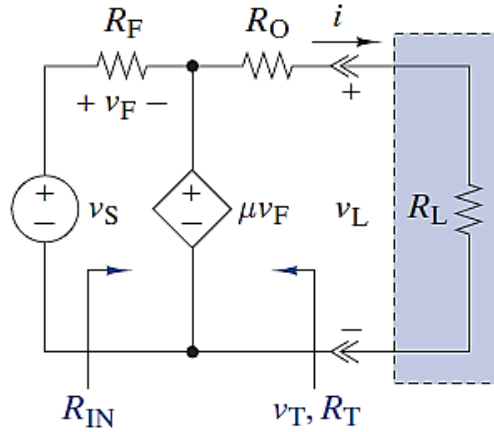 R_F R_O i
+ v_F − +
+ − v_S + − μv_F v_L R_L
−
R_IN v_T, R_T